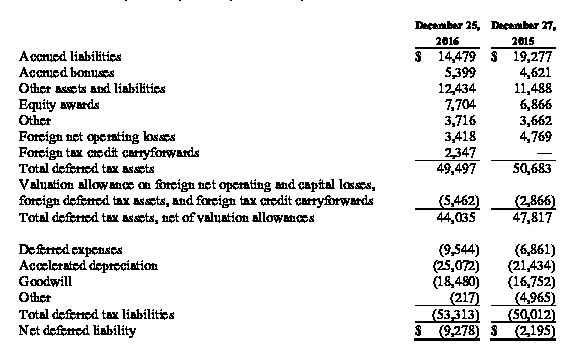 December 25, December 27,
2016 2015
Accrued liabilities $ 14,479 $ 19,277
Accrued bonuses 5,399 4,621
Other assets and liabilities 12,434 11,488
Equity awards 7,704 6,866
Other 3,716 3,662
Foreign net operating losses 3,418 4,769
Foreign tax credit carryforwards 2,347 —
Total deferred tax assets 49,497 50,683
Valuation allowance on foreign net operating and capital losses,
foreign deferred tax assets, and foreign tax credit carryforwards (5,462) (2,866)
Total deferred tax assets, net of valuation allowances 44,035 47,817
Deferred expenses (9,544) (6,861)
Accelerated depreciation (25,072) (21,434)
Goodwill (18,480) (16,752)
Other (217) (4,965)
Total deferred tax liabilities (53,313) (50,012)
Net deferred liability $ (9,278) $ (2,195)